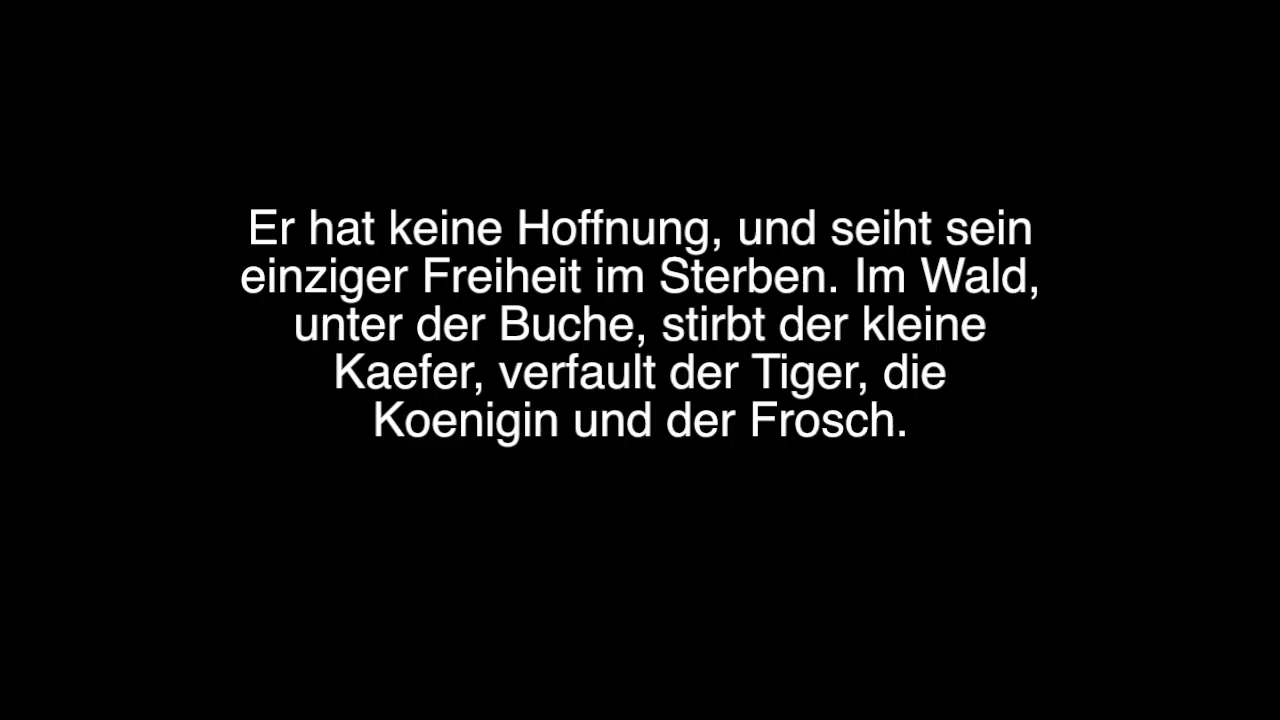 Er hat keine Hoffnung, und seiht sein
einziger Freiheit im Sterben. Im Wald,
unter der Buche, stirbt der kleine
Kaefer, verfault der Tiger, die
Koenigin und der Frosch.